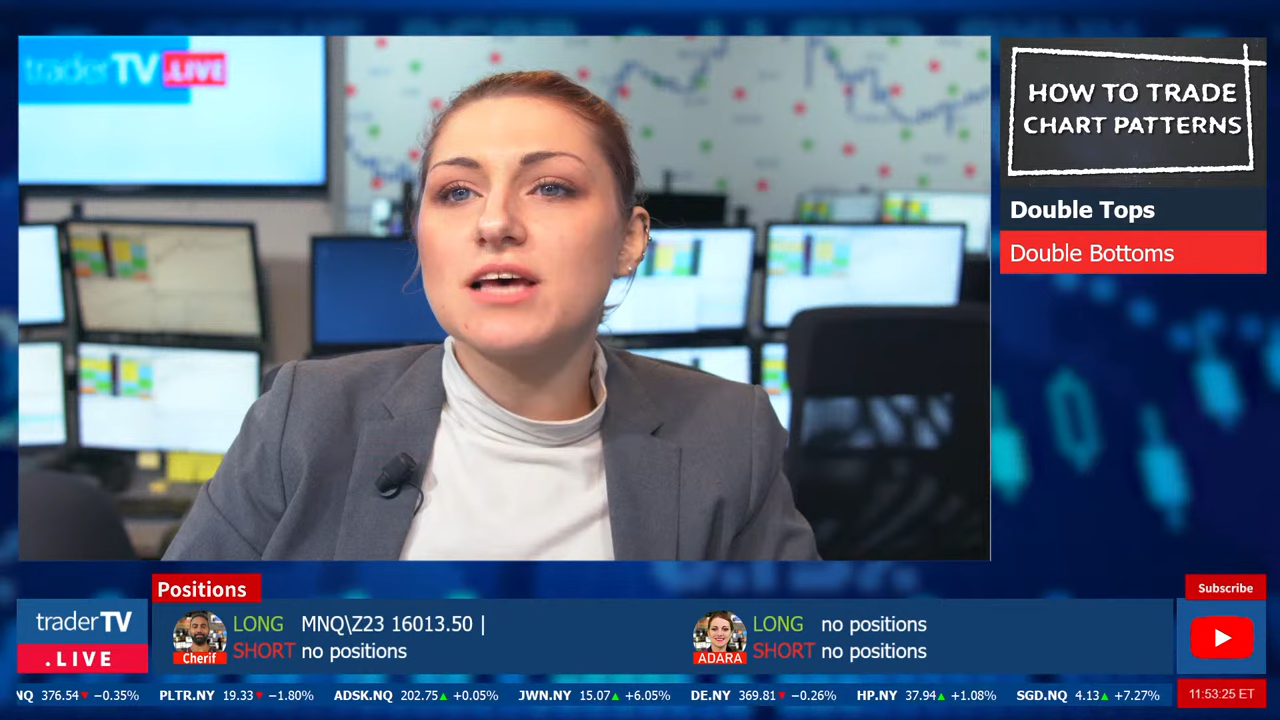 traderTV.LIVE
HOW TO TRADE
CHART PATTERNS
Double Tops
Double Bottoms
Positions
Subscribe
traderTV
.LIVE
Cherif
LONG MNQ\Z23 16013.50 |
SHORT no positions
ADARA
LONG no positions
SHORT no positions
NQ 376.54▼ −0.35% PLTR.NY 19.33▼ −1.80% ADSK.NQ 202.75▲ +0.05% JWN.NY 15.07▲ +6.05% DE.NY 369.81▼ −0.26% HP.NY 37.94▲ +1.08% SGD.NQ 4.13▲ +7.27%
11:53:25 ET